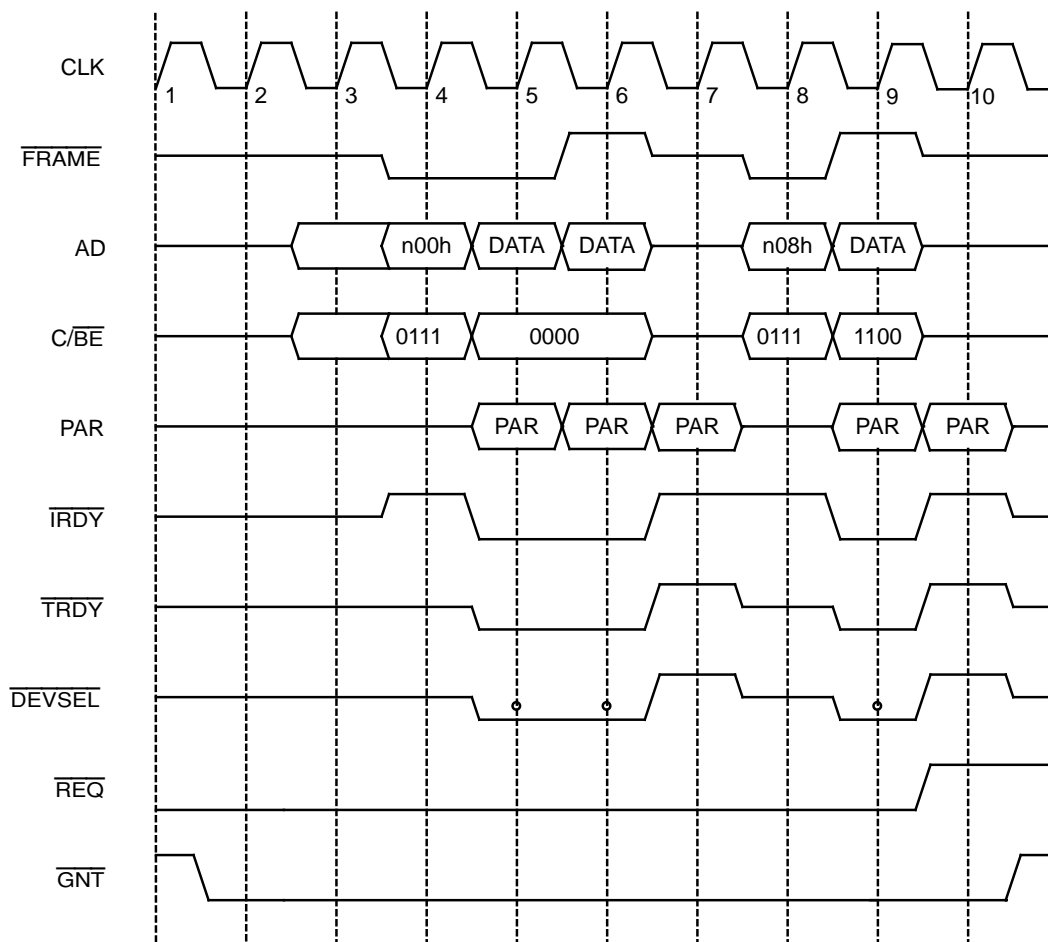 CLK
1 2 3 4 5 6 7 8 9 10
FRAME
AD
n00h DATA DATA n08h DATA
C/BE
0111 0000 0111 1100
PAR
PAR PAR PAR PAR PAR
IRDY
TRDY
DEVSEL
REQ
GNT